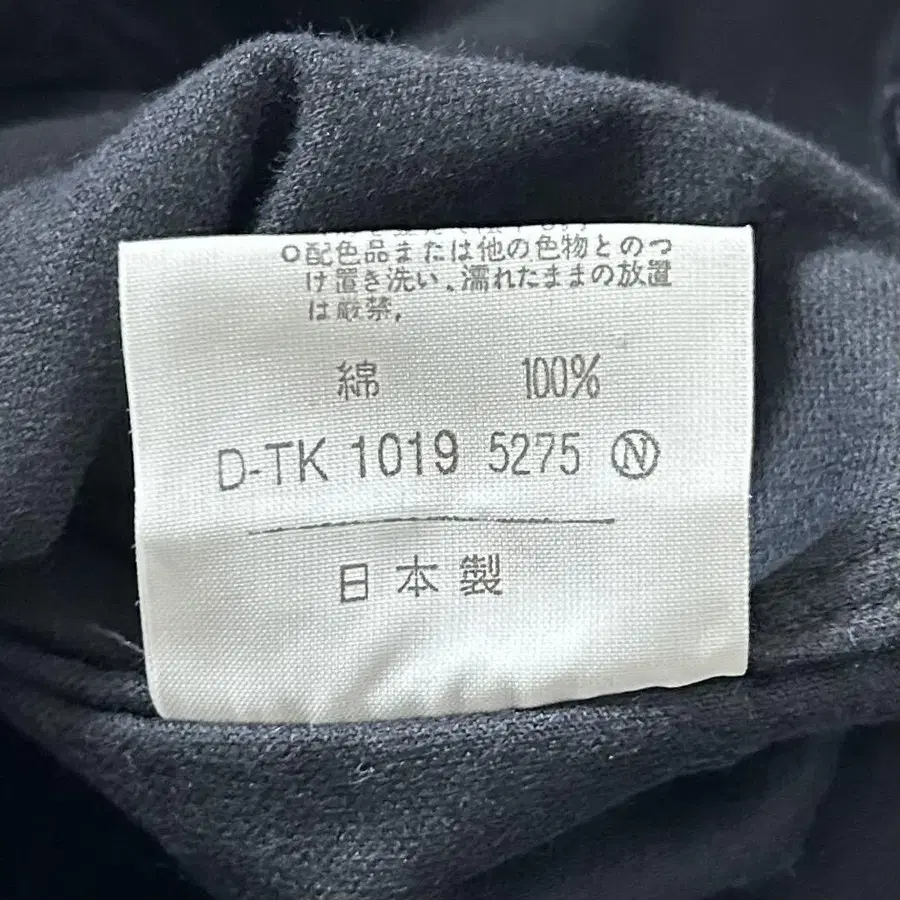 ○配色品または他の色物とのつ
け置き洗い、濡れたままの放置
は厳禁.
綿 100%
D-TK 1019 5275 Ⓝ
日本製